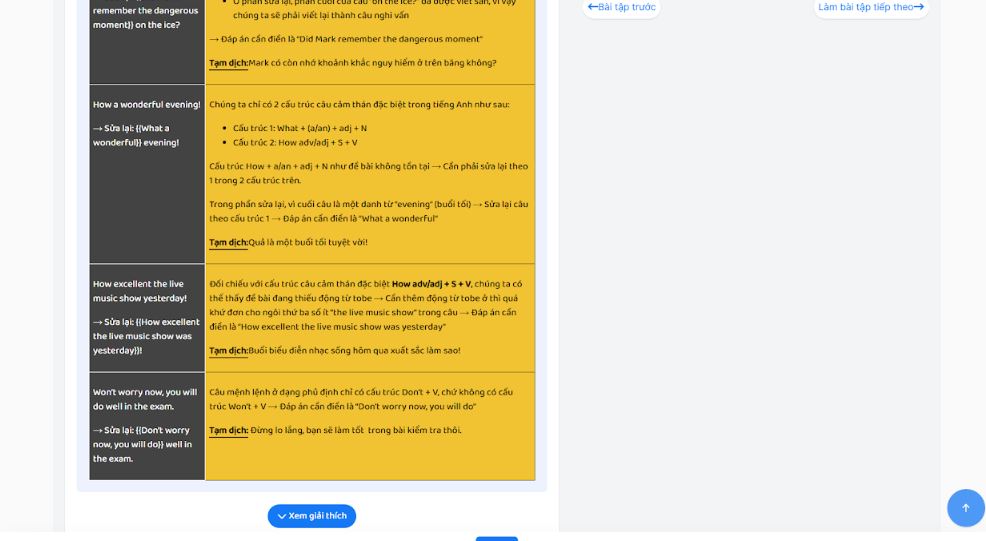 remember the dangerous
moment}} on the ice?
Ở phần sửa lại, phần cuối của câu "on the ice?" đã được viết sẵn, vì vậy
chúng ta sẽ phải viết lại thành câu nghi vấn
→ Đáp án cần điền là "Did Mark remember the dangerous moment"
Tạm dịch:Mark có còn nhớ khoảnh khắc nguy hiểm ở trên băng không?
How a wonderful evening!
→ Sửa lại: {{What a
wonderful}} evening!
Chúng ta chỉ có 2 cấu trúc câu cảm thán đặc biệt trong tiếng Anh như sau:
Cấu trúc 1: What + (a/an) + adj + N
Cấu trúc 2: How adv/adj + S + V
Cấu trúc How + a/an + adj + N như đề bài không tồn tại → Cần phải sửa lại theo
1 trong 2 cấu trúc trên.
Trong phần sửa lại, vì cuối câu là một danh từ "evening" (buổi tối) → Sửa lại câu
theo cấu trúc 1 → Đáp án cần điền là "What a wonderful"
Tạm dịch:Quả là một buổi tối tuyệt vời!
How excellent the live
music show yesterday!
→ Sửa lại: {{How excellent
the live music show was
yesterday}}!
Đối chiếu với cấu trúc câu cảm thán đặc biệt How adv/adj + S + V, chúng ta có
thể thấy đề bài đang thiếu động từ tobe → Cần thêm động từ tobe ở thì quá
khứ đơn cho ngôi thứ ba số ít "the live music show" trong câu → Đáp án cần
điền là "How excellent the live music show was yesterday"
Tạm dịch:Buổi biểu diễn nhạc sống hôm qua xuất sắc làm sao!
Won't worry now, you will
do well in the exam.
→ Sửa lại: {{Don't worry
now, you will do}} well in
the exam.
Câu mệnh lệnh ở dạng phủ định chỉ có cấu trúc Don't + V, chứ không có cấu
trúc Won't + V → Đáp án cần điền là "Don't worry now, you will do"
Tạm dịch: Đừng lo lắng, bạn sẽ làm tốt trong bài kiểm tra thôi.
Xem giải thích
←Bài tập trước
Làm bài tập tiếp theo→